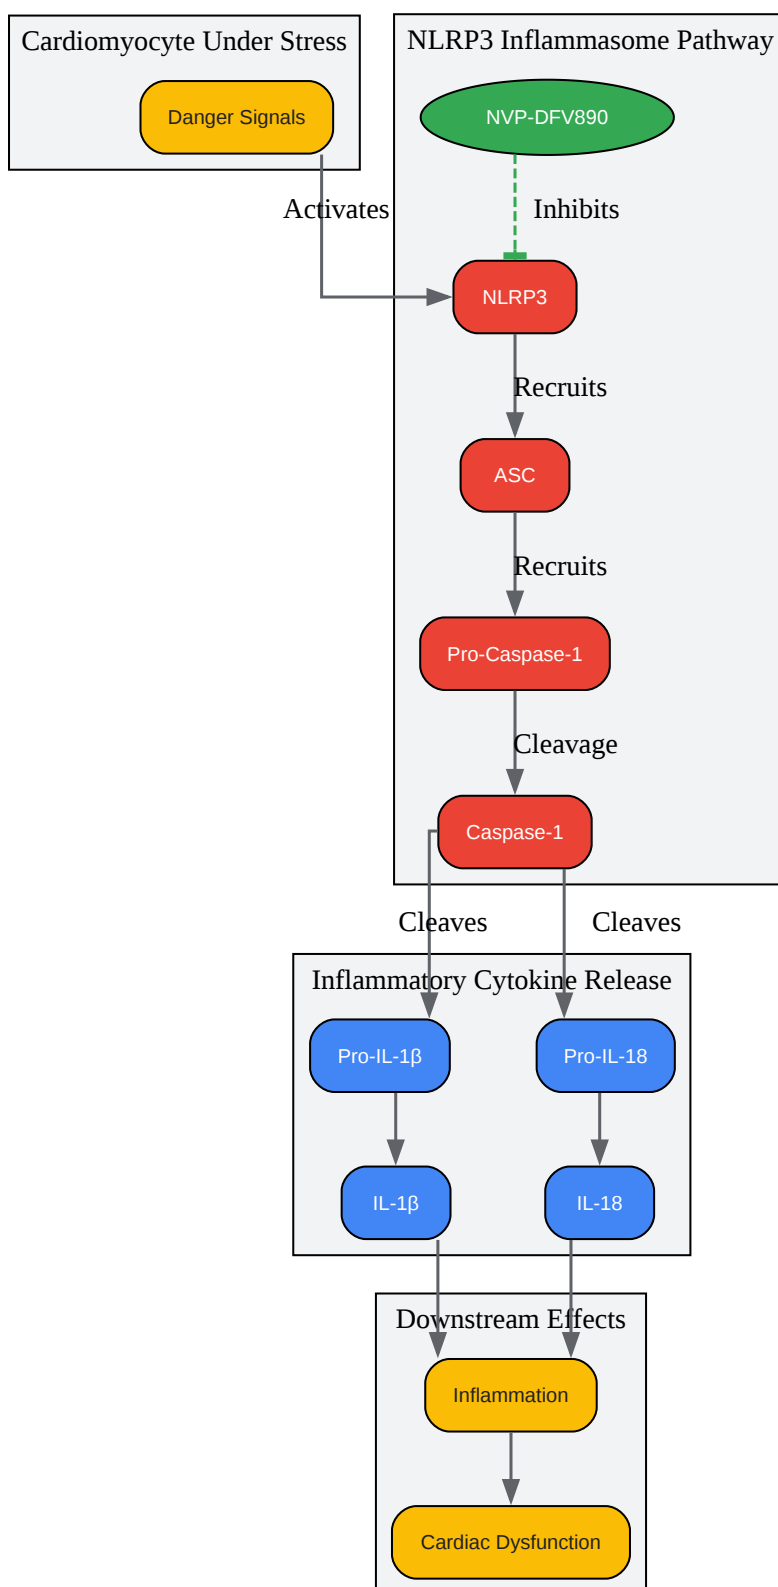 Cardiomyocyte Under Stress
NLRP3 Inflammasome Pathway
Danger Signals
NVP-DFV890
Activates
Inhibits
NLRP3
Recruits
ASC
Recruits
Pro-Caspase-1
Cleavage
Caspase-1
Cleaves
Cleaves
Inflammatory Cytokine Release
Pro-IL-1β
Pro-IL-18
IL-1β
IL-18
Downstream Effects
Inflammation
Cardiac Dysfunction